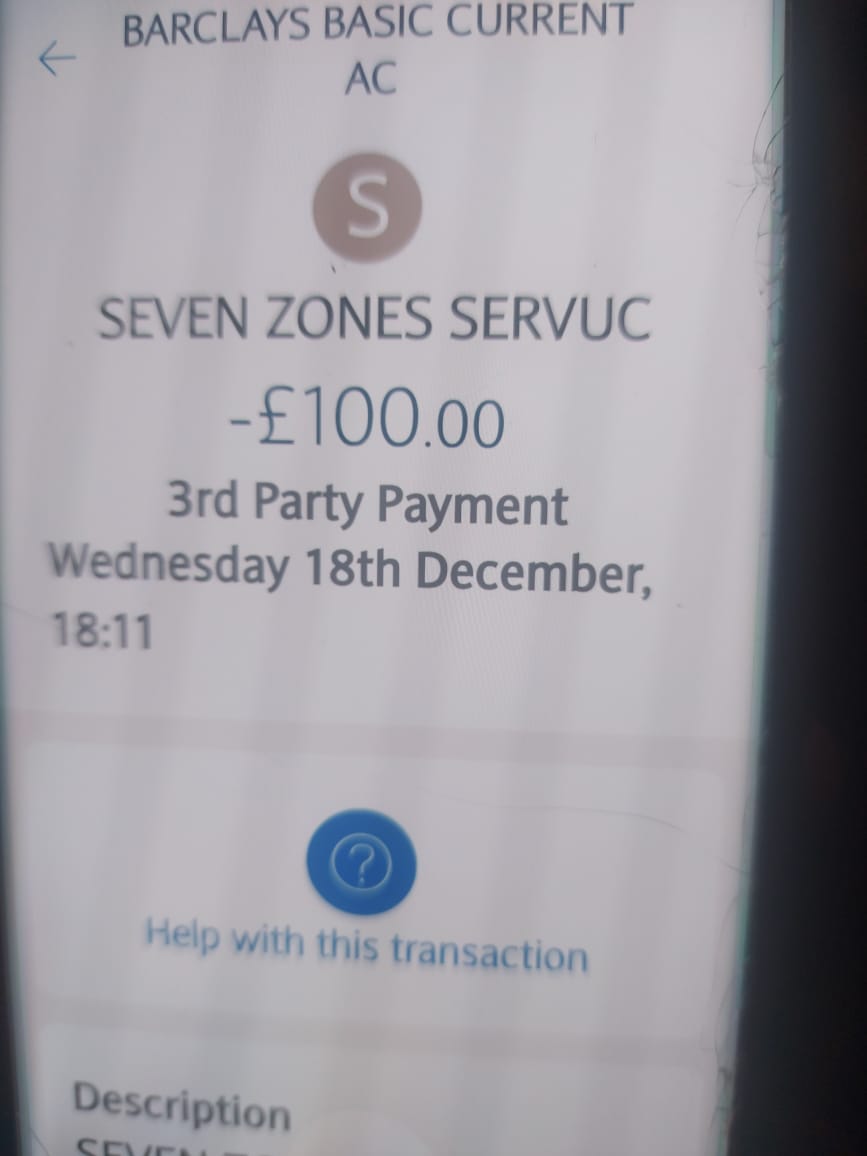 BARCLAYS BASIC CURRENT
AC
S
SEVEN ZONES SERVUC
-£100.00
3rd Party Payment
Wednesday 18th December,
18:11
?
Help with this transaction
Description
SEVEN